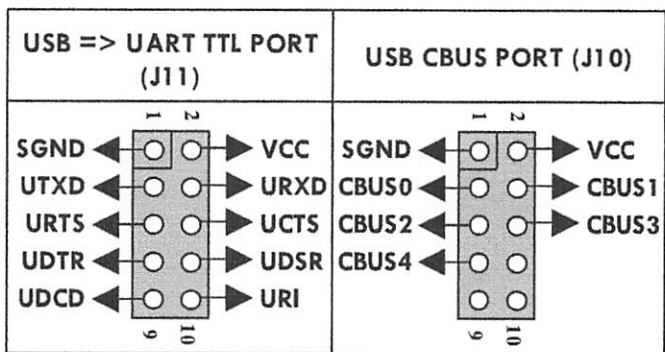 USB => UART TTL PORT
(J11)
USB CBUS PORT (J10)
1 2
SGND VCC
UTXD URXD
URTS UCTS
UDTR UDSR
UDCD URI
9 10
1 2
SGND VCC
CBUS0 CBUS1
CBUS2 CBUS3
CBUS4
9 10